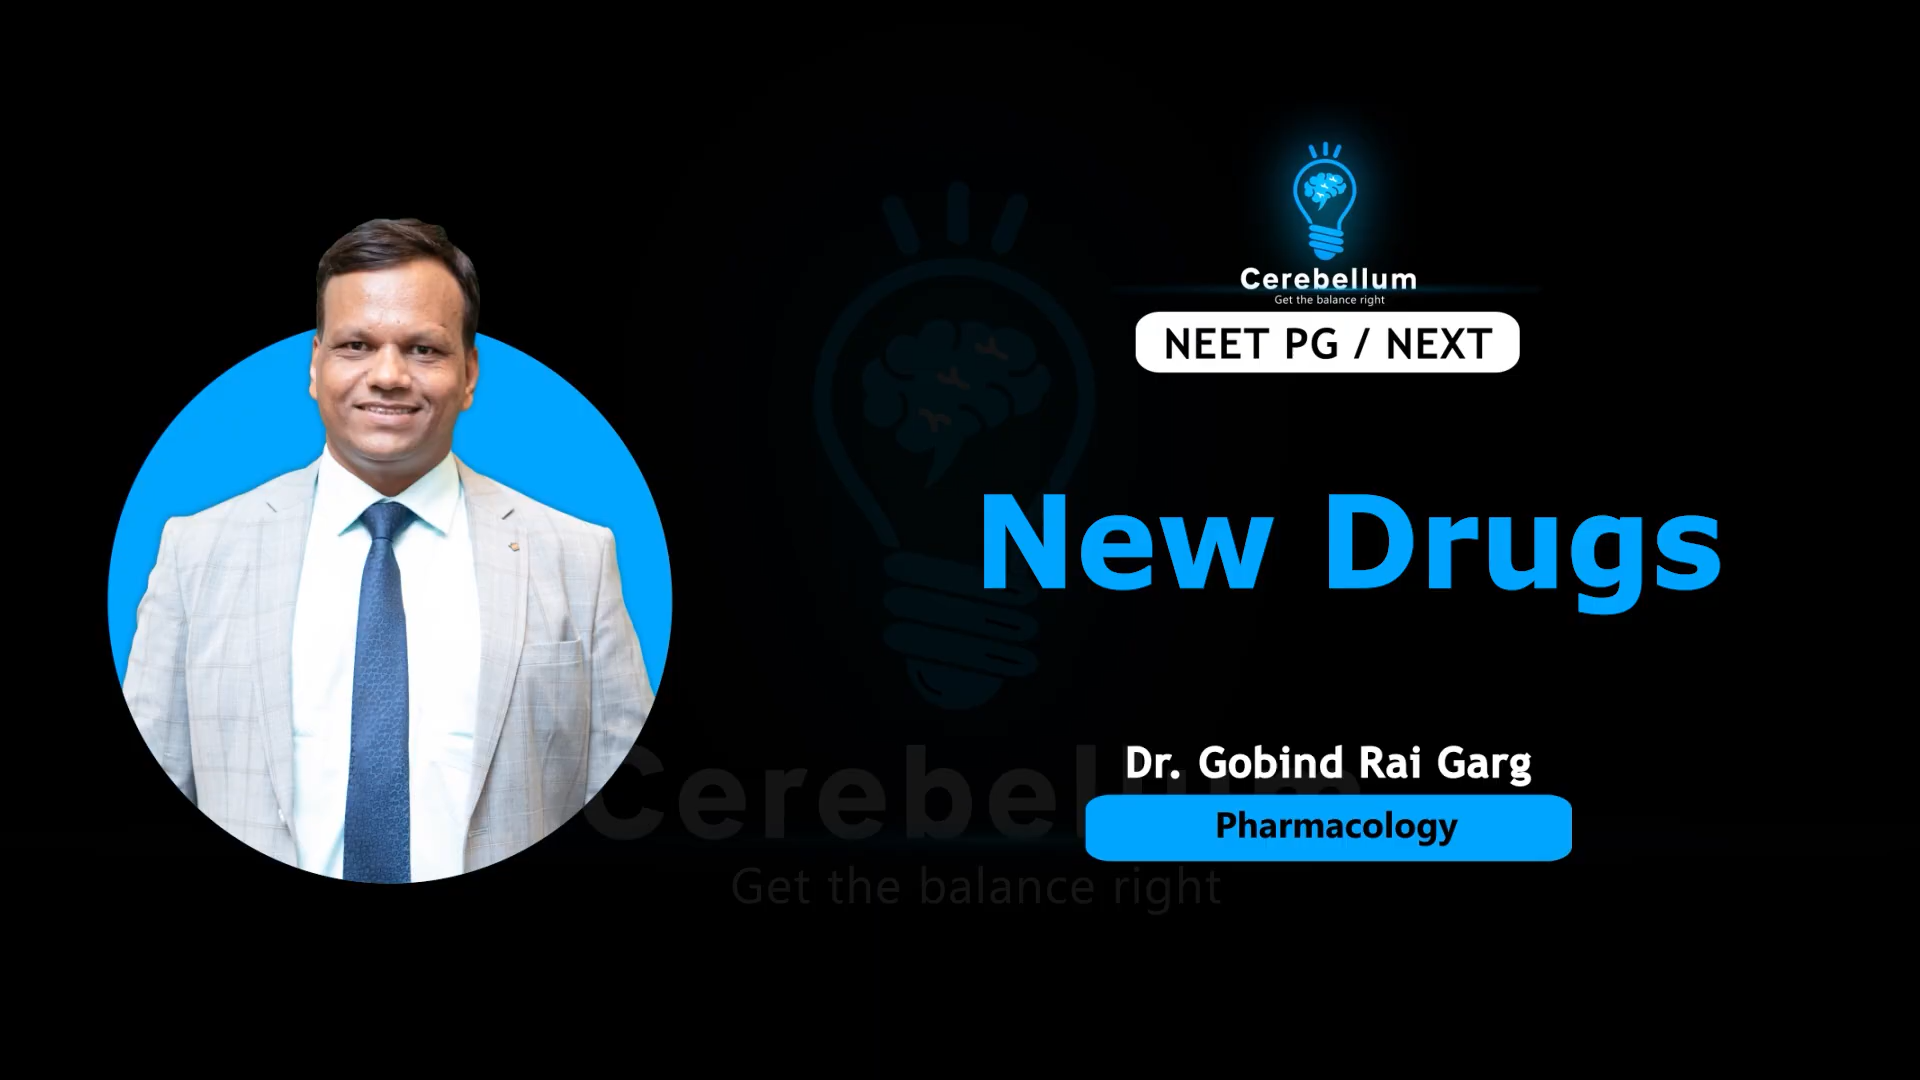 Cerebellum
Get the balance right
NEET PG / NEXT
New Drugs
Dr. Gobind Rai Garg
Pharmacology
Cerebellum
Get the balance right